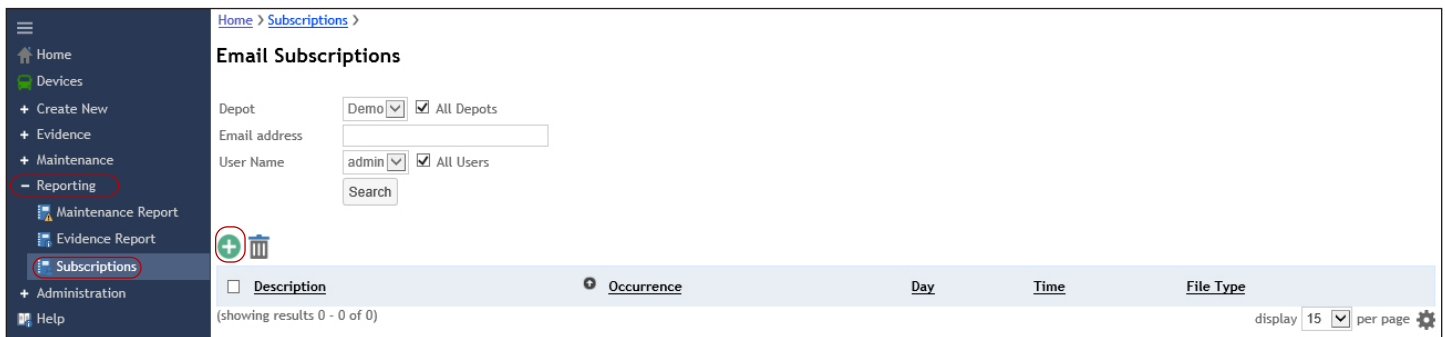 Home > Subscriptions >
Home
Devices
+ Create New
+ Evidence
+ Maintenance
− Reporting
Maintenance Report
Evidence Report
Subscriptions
+ Administration
Help
Email Subscriptions
Depot Demo All Depots
Email address
User Name admin All Users
Search
Description Occurrence Day Time File Type
(showing results 0 - 0 of 0) display 15 per page